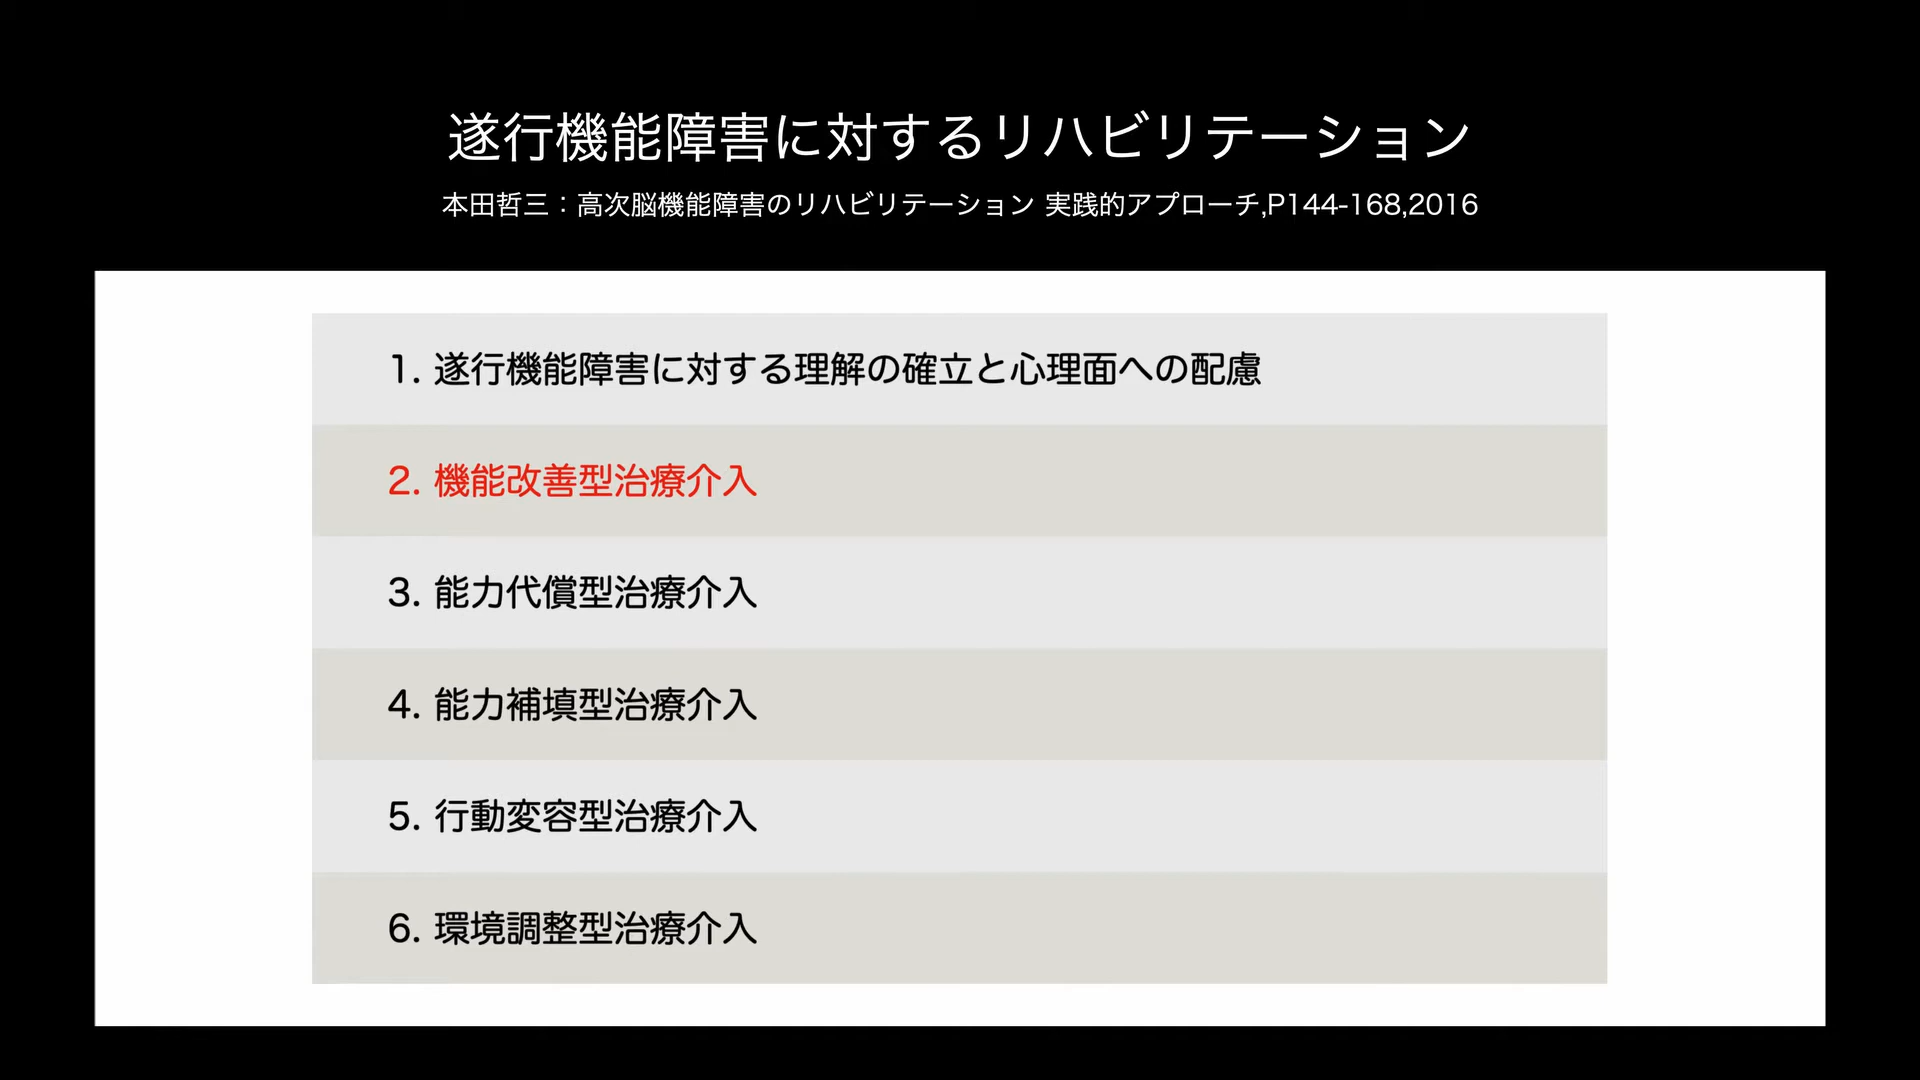 遂行機能障害に対するリハビリテーション
本田哲三：高次脳機能障害のリハビリテーション 実践的アプローチ,P144-168,2016
1. 遂行機能障害に対する理解の確立と心理面への配慮
2. 機能改善型治療介入
3. 能力代償型治療介入
4. 能力補填型治療介入
5. 行動変容型治療介入
6. 環境調整型治療介入